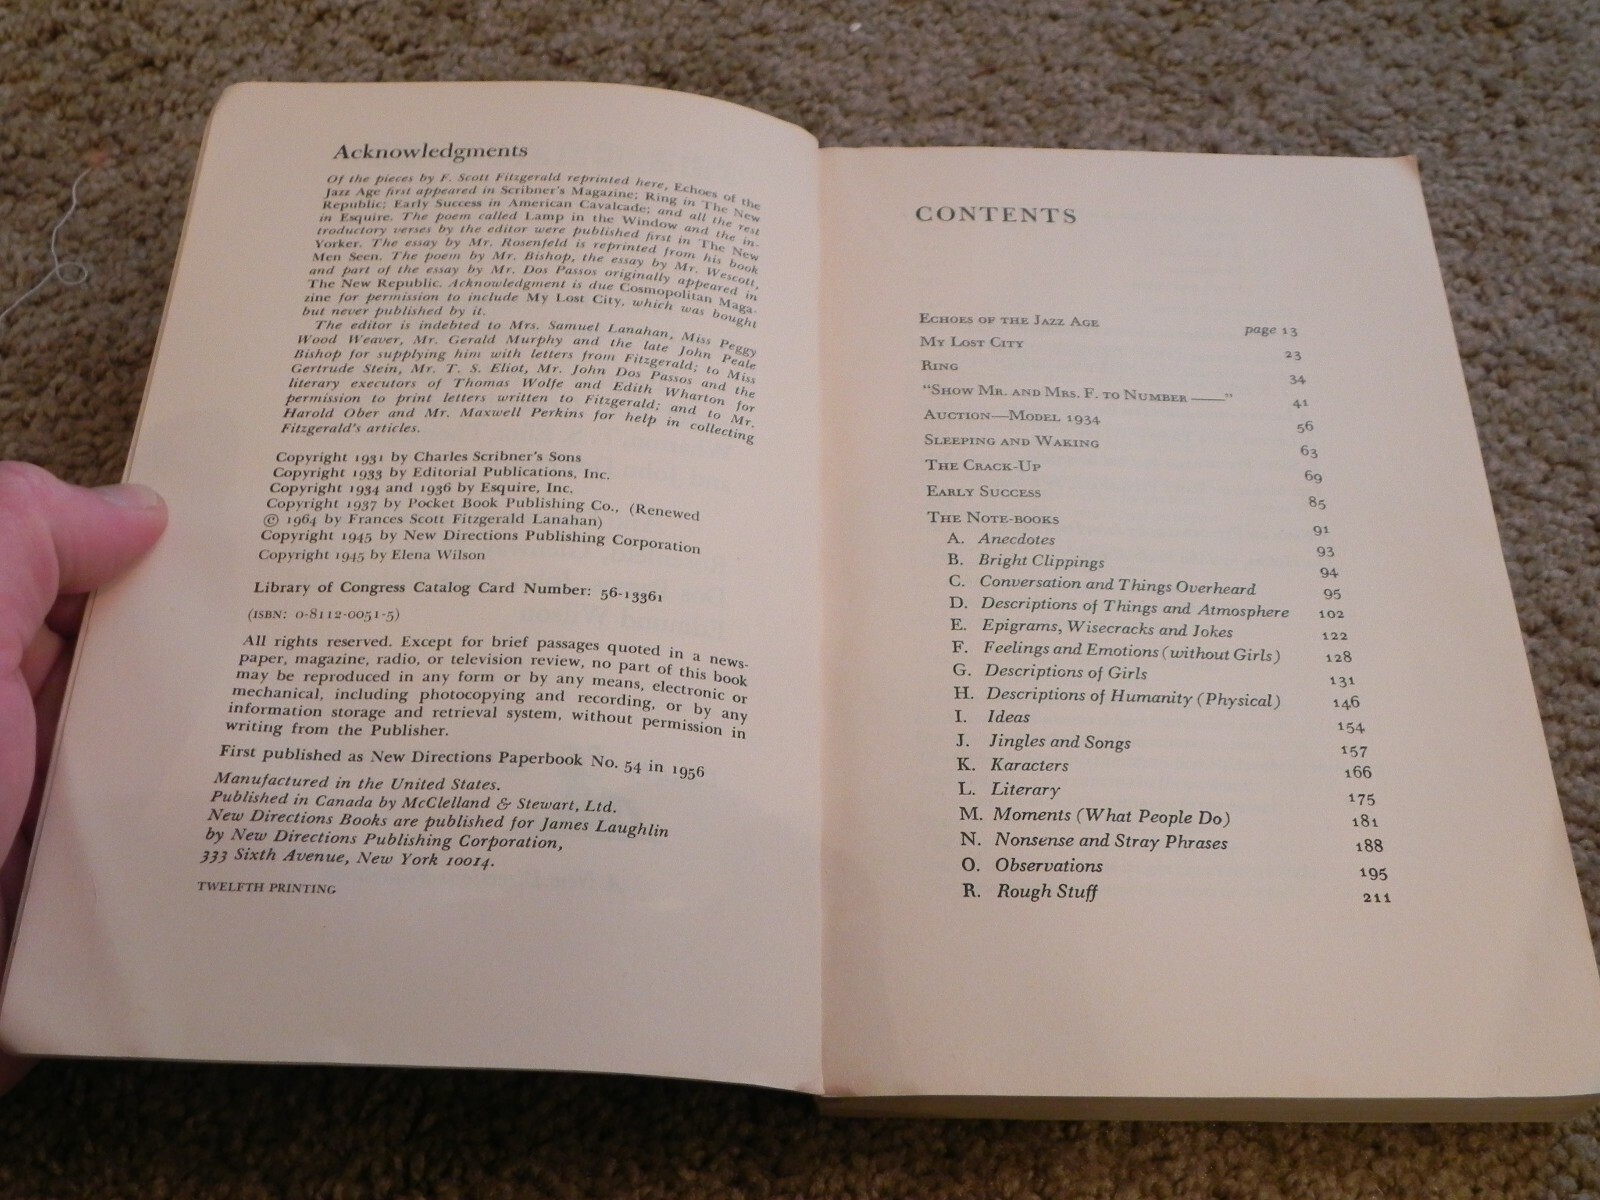 Acknowledgments
Of the pieces by F. Scott Fitzgerald reprinted here, Echoes of the
Jazz Age first appeared in Scribner's Magazine; Ring in The New
Republic; Early Success in American Cavalcade; and all the rest
in Esquire. The poem called Lamp in the Window and the in-
troductory verses by the editor were published first in The New
Yorker. The essay by Mr. Rosenfeld is reprinted from his book
Men Seen. The poem by Mr. Bishop, the essay by Mr. Wescott,
and part of the essay by Mr. Dos Passos originally appeared in
The New Republic. Acknowledgment is due Cosmopolitan Maga-
zine for permission to include My Lost City, which was bought
but never published by it.
The editor is indebted to Mrs. Samuel Lanahan, Miss Peggy
Wood Weaver, Mr. Gerald Murphy and the late John Peale
Bishop for supplying him with letters from Fitzgerald; to Miss
Gertrude Stein, Mr. T. S. Eliot, Mr. John Dos Passos and the
literary executors of Thomas Wolfe and Edith Wharton for
permission to print letters written to Fitzgerald; and to Mr.
Harold Ober and Mr. Maxwell Perkins for help in collecting
Fitzgerald's articles.
Copyright 1931 by Charles Scribner's Sons
Copyright 1933 by Editorial Publications, Inc.
Copyright 1934 and 1936 by Esquire, Inc.
Copyright 1937 by Pocket Book Publishing Co., (Renewed
© 1964 by Frances Scott Fitzgerald Lanahan)
Copyright 1945 by New Directions Publishing Corporation
Copyright 1945 by Elena Wilson
Library of Congress Catalog Card Number: 56-13361
(ISBN: 0-8112-0051-5)
All rights reserved. Except for brief passages quoted in a news-
paper, magazine, radio, or television review, no part of this book
may be reproduced in any form or by any means, electronic or
mechanical, including photocopying and recording, or by any
information storage and retrieval system, without permission in
writing from the Publisher.
First published as New Directions Paperbook No. 54 in 1956
Manufactured in the United States.
Published in Canada by McClelland & Stewart, Ltd.
New Directions Books are published for James Laughlin
by New Directions Publishing Corporation,
333 Sixth Avenue, New York 10014.
TWELFTH PRINTING
CONTENTS
ECHOES OF THE JAZZ AGE page 13
MY LOST CITY 23
RING 34
"SHOW MR. AND MRS. F. TO NUMBER ——" 41
AUCTION—MODEL 1934 56
SLEEPING AND WAKING 63
THE CRACK-UP 69
EARLY SUCCESS 85
THE NOTE-BOOKS 91
A. Anecdotes 93
B. Bright Clippings 94
C. Conversation and Things Overheard 95
D. Descriptions of Things and Atmosphere 102
E. Epigrams, Wisecracks and Jokes 122
F. Feelings and Emotions (without Girls) 128
G. Descriptions of Girls 131
H. Descriptions of Humanity (Physical) 146
I. Ideas 154
J. Jingles and Songs 157
K. Karacters 166
L. Literary 175
M. Moments (What People Do) 181
N. Nonsense and Stray Phrases 188
O. Observations 195
R. Rough Stuff 211